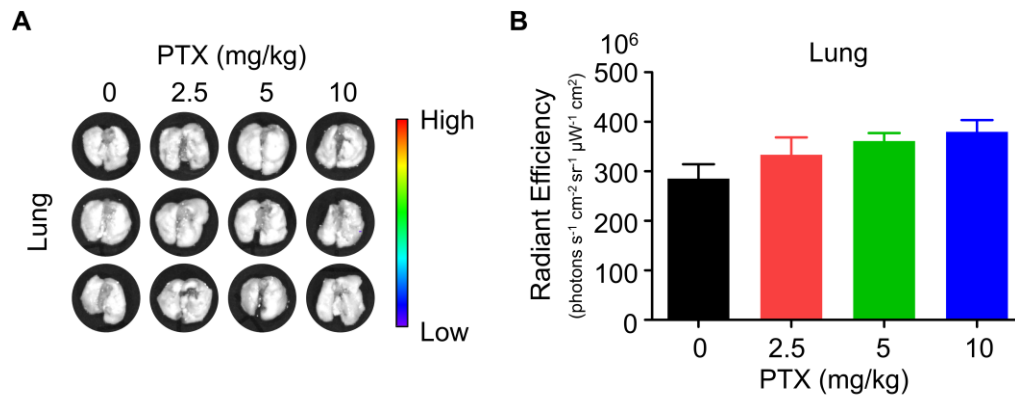 A
PTX (mg/kg)
0 2.5 5 10
Lung
High
Low
B
10⁶
Lung
Radiant Efficiency
(photons s⁻¹ cm⁻² sr⁻¹ µW⁻¹ cm²)
500
400
300
200
100
0
0 2.5 5 10
PTX (mg/kg)